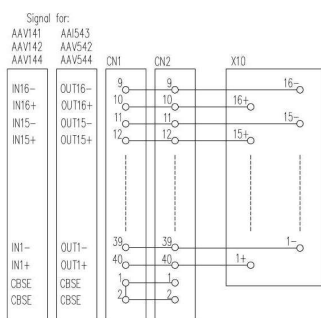 Signal for:
AAV141 AAI543
AAV142 AAV542
AAV144 AAV544 CN1 CN2 X10
IN16- OUT16- 9 9 16-
IN16+ OUT16+ 10 10 16+
IN15- OUT15- 11 11 15-
IN15+ OUT15+ 12 12 15+
IN1- OUT1- 39 39 1-
IN1+ OUT1+ 40 40 1+
CBSE CBSE 1 1
CBSE CBSE 2 2